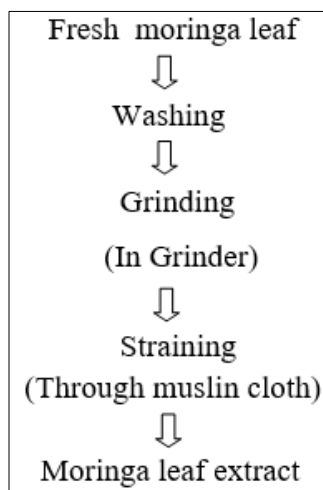 Fresh moringa leaf
Washing
Grinding
(In Grinder)
Straining
(Through muslin cloth)
Moringa leaf extract